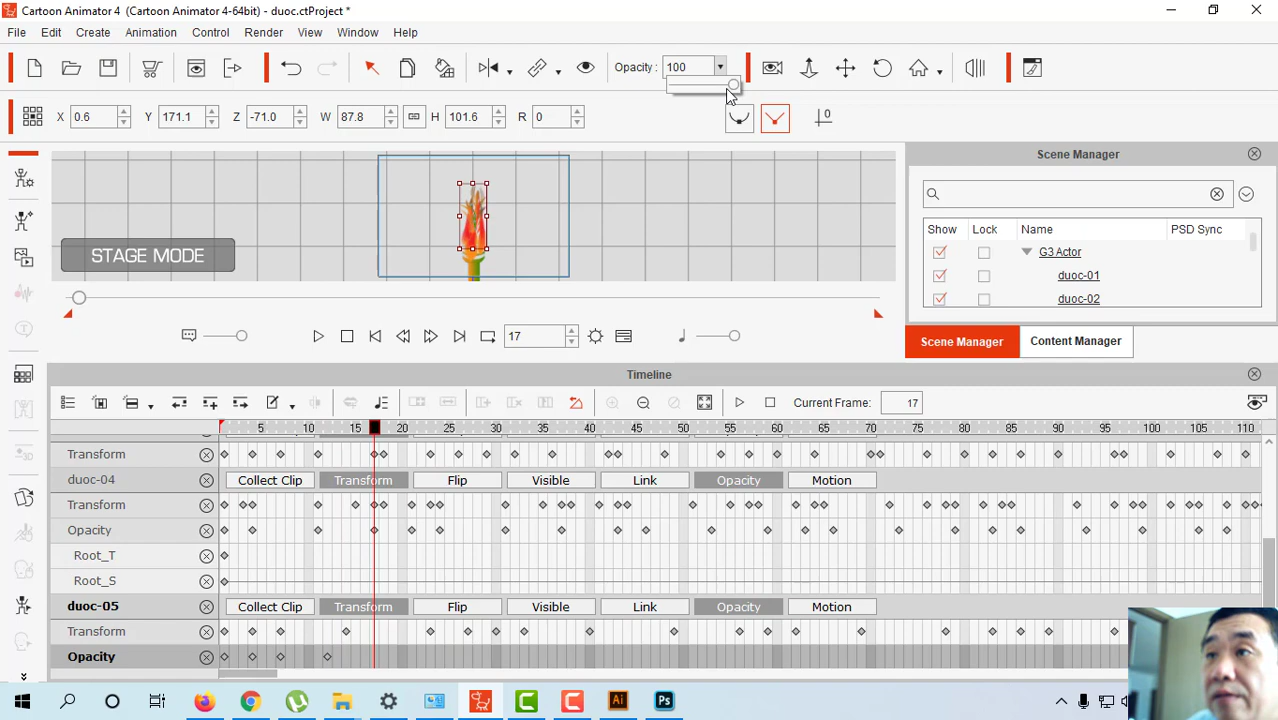 Cartoon Animator 4 (Cartoon Animator 4-64bit) - duoc.ctProject *
File Edit Create Animation Control Render View Window Help
Opacity : 100
X 0.6 Y 171.1 Z -71.0 W 87.8 H 101.6 R 0
0
Scene Manager
STAGE MODE
Show Lock Name PSD Sync
G3 Actor
duoc-01
duoc-02
17
Scene Manager Content Manager
Timeline
Current Frame: 17
5 10 15 20 25 30 35 40 45 50 55 60 65 70 75 80 85 90 95 100 105 110
Transform
duoc-04 Collect Clip Transform Flip Visible Link Opacity Motion
Transform
Opacity
Root_T
Root_S
duoc-05 Collect Clip Transform Flip Visible Link Opacity Motion
Transform
Opacity
Ai Ps